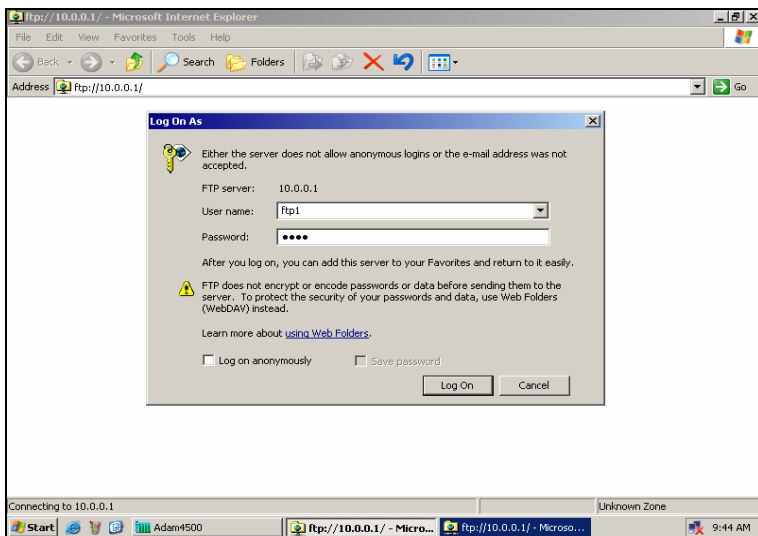 ftp://10.0.0.1/ - Microsoft Internet Explorer
File Edit View Favorites Tools Help
Back Search Folders
Address ftp://10.0.0.1/ Go
Log On As
Either the server does not allow anonymous logins or the e-mail address was not
accepted.
FTP server: 10.0.0.1
User name: ftp1
Password: ●●●●
After you log on, you can add this server to your Favorites and return to it easily.
FTP does not encrypt or encode passwords or data before sending them to the
server. To protect the security of your passwords and data, use Web Folders
(WebDAV) instead.
Learn more about using Web Folders.
Log on anonymously Save password
Log On Cancel
Connecting to 10.0.0.1 Unknown Zone
Start Adam4500 ftp://10.0.0.1/ - Micro... ftp://10.0.0.1/ - Microso... 9:44 AM